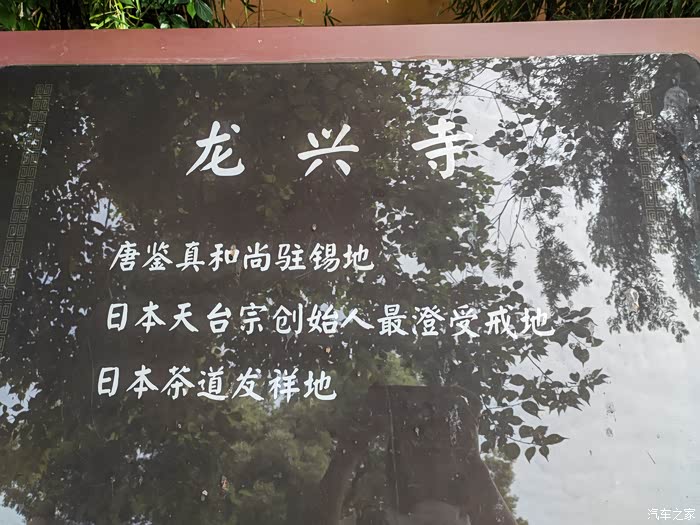 龙兴寺
唐鉴真和尚驻锡地
日本天台宗创始人最澄受戒地
日本茶道发祥地
汽车之家